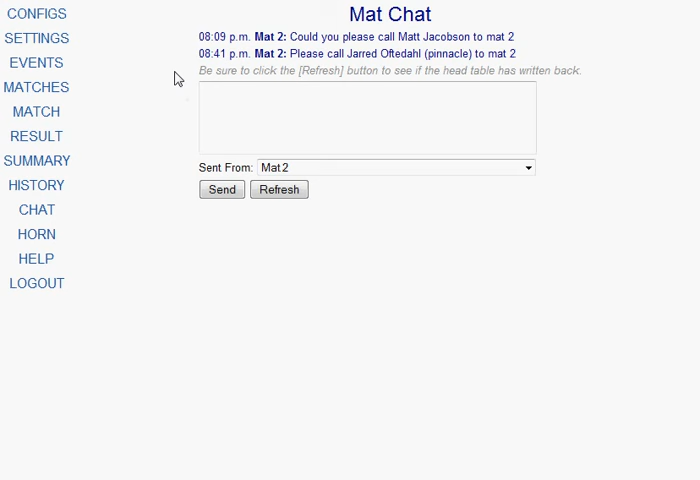 CONFIGS
SETTINGS
EVENTS
MATCHES
MATCH
RESULT
SUMMARY
HISTORY
CHAT
HORN
HELP
LOGOUT
Mat Chat
08:09 p.m. Mat 2: Could you please call Matt Jacobson to mat 2
08:41 p.m. Mat 2: Please call Jarred Oftedahl (pinnacle) to mat 2
Be sure to click the [Refresh] button to see if the head table has written back.
Sent From: Mat 2
Send Refresh